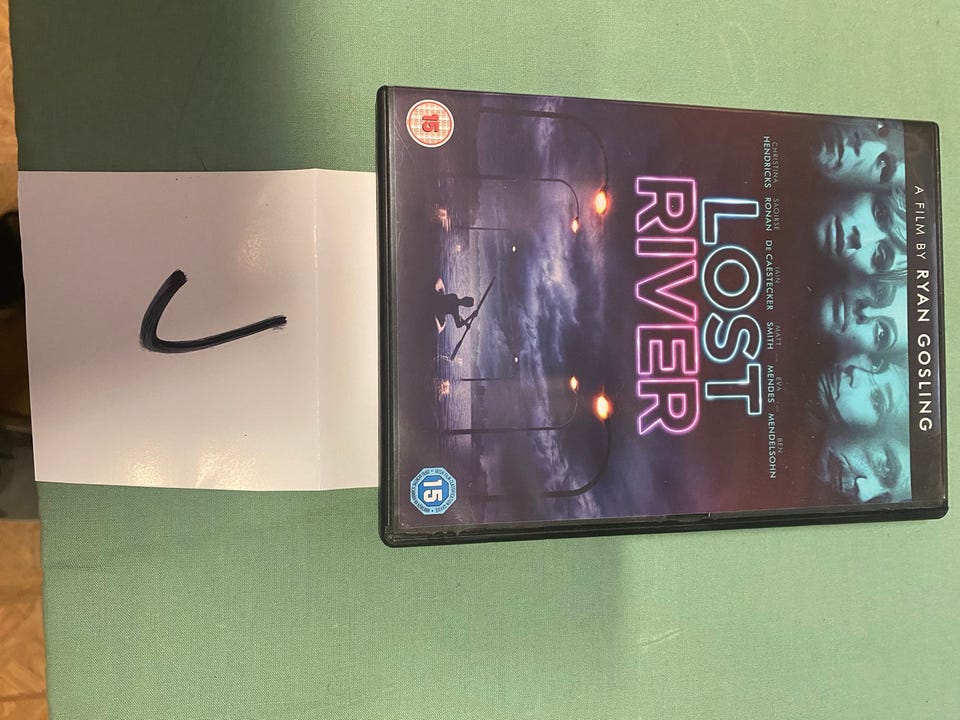 A FILM BY RYAN GOSLING
CHRISTINA SAOIRSE IAIN MATT EVA BEN
HENDRICKS RONAN DE CAESTECKER SMITH MENDES MENDELSOHN
LOST
RIVER
15
15
J